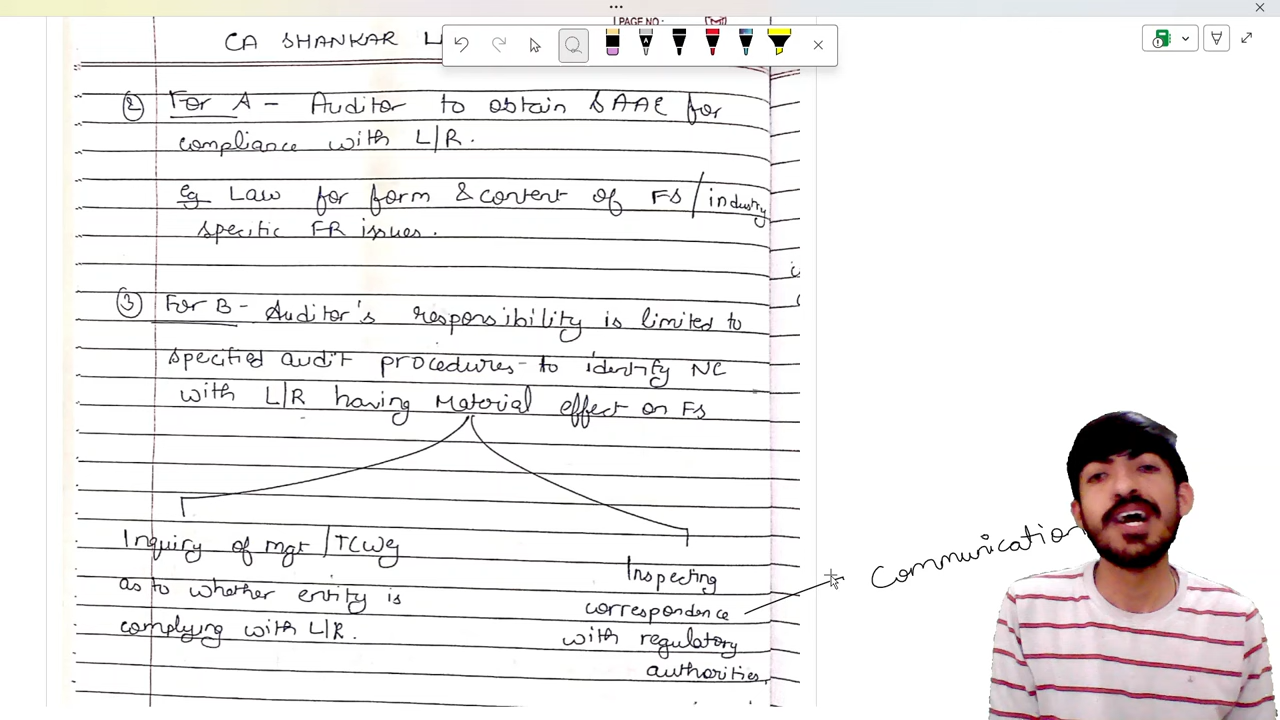 PAGE NO.:
CA SHANKAR
② For A - Auditor to obtain SAAE for
compliance with L/R.
eg Law for form & content of FS / industry
specific FR issues.
③ For B - Auditor's responsibility is limited to
specified audit procedures - to identify NC
with L/R having Material effect on FS
Inquiry of mgt / TCWG
as to whether entity is
complying with L/R.
Inspecting
correspondence
with regulatory
authorities.
Communication